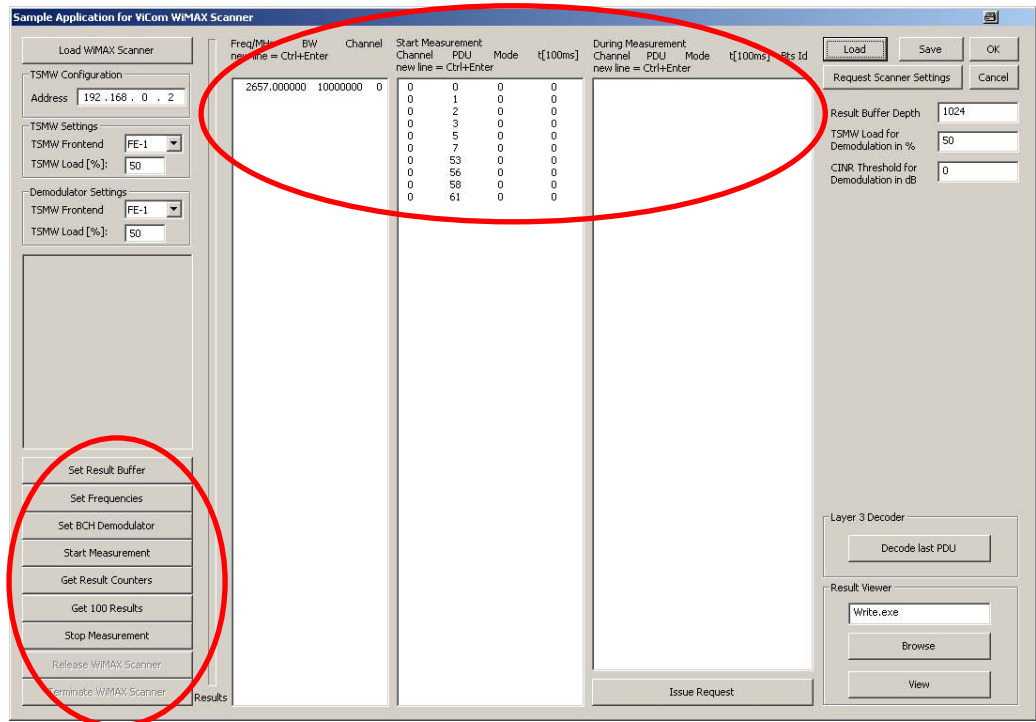 Sample Application for ViCom WiMAX Scanner
Load WiMAX Scanner
TSMW Configuration
Address 192 . 168 . 0 . 2
TSMW Settings
TSMW Frontend FE-1
TSMW Load [%]: 50
Demodulator Settings
TSMW Frontend FE-1
TSMW Load [%]: 50
Set Result Buffer
Set Frequencies
Set BCH Demodulator
Start Measurement
Get Result Counters
Get 100 Results
Stop Measurement
Release WiMAX Scanner
Terminate WiMAX Scanner
Results
Freq/MHz BW Channel
new line = Ctrl+Enter
2657.000000 10000000 0
Start Measurement
Channel PDU Mode t[100ms]
new line = Ctrl+Enter
0 0 0 0
0 1 0 0
0 2 0 0
0 3 0 0
0 5 0 0
0 7 0 0
0 53 0 0
0 56 0 0
0 58 0 0
0 61 0 0
During Measurement
Channel PDU Mode t[100ms] Bts Id
new line = Ctrl+Enter
Issue Request
Load Save OK
Request Scanner Settings Cancel
Result Buffer Depth 1024
TSMW Load for
Demodulation in % 50
CINR Threshold for
Demodulation in dB 0
Layer 3 Decoder
Decode last PDU
Result Viewer
Write.exe
Browse
View